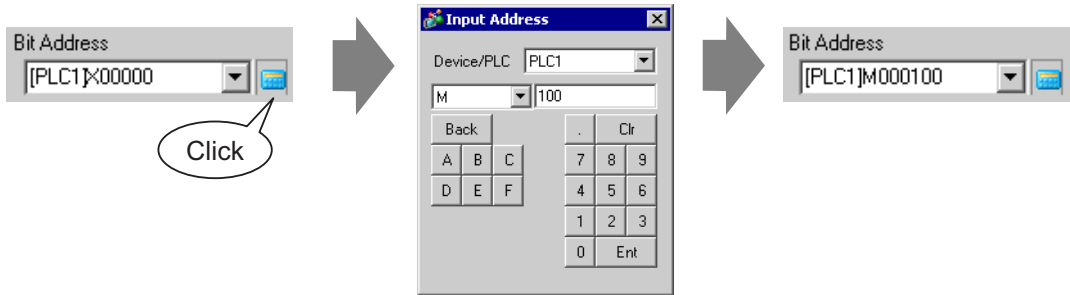 Bit Address
[PLC1]X00000
Click
Input Address
Device/PLC PLC1
M 100
Back . Clr
A B C 7 8 9
D E F 4 5 6
1 2 3
0 Ent
Bit Address
[PLC1]M000100